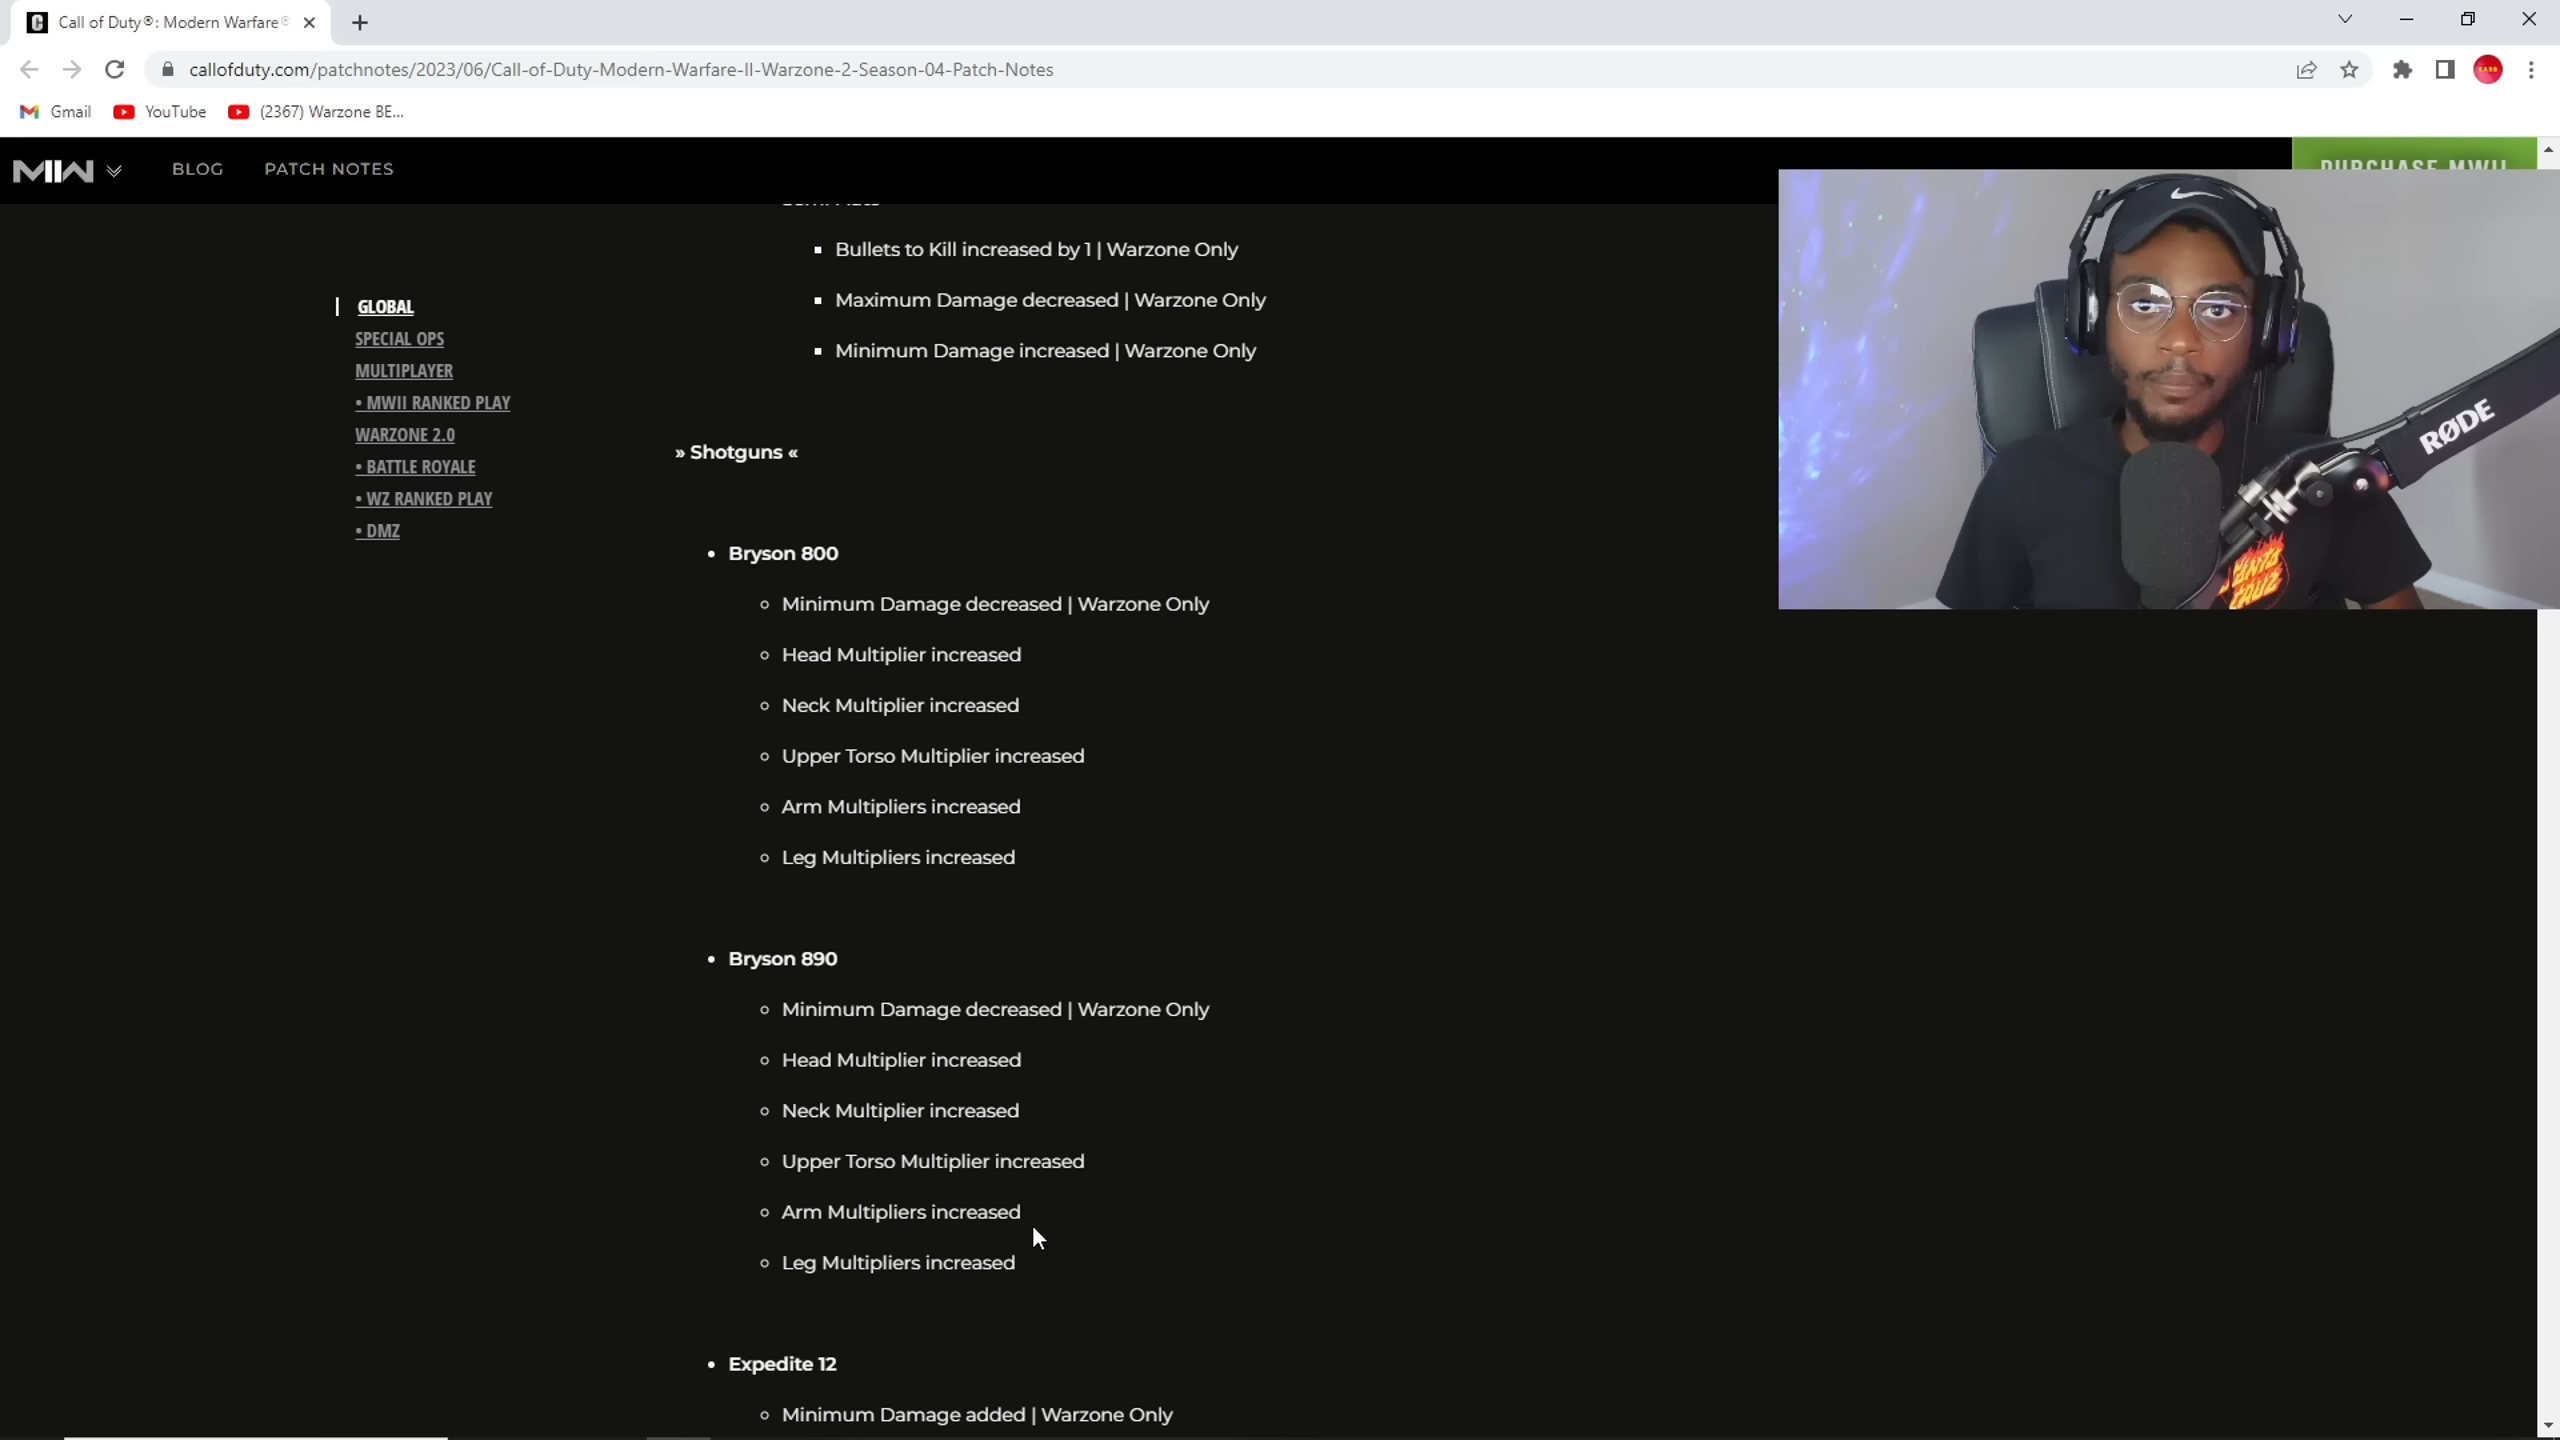 Call of Duty®: Modern Warfare®
callofduty.com/patchnotes/2023/06/Call-of-Duty-Modern-Warfare-II-Warzone-2-Season-04-Patch-Notes
Gmail YouTube (2367) Warzone BE...
MWII BLOG PATCH NOTES PURCHASE MWII
GLOBAL
SPECIAL OPS
MULTIPLAYER
• MWII RANKED PLAY
WARZONE 2.0
• BATTLE ROYALE
• WZ RANKED PLAY
• DMZ
▪ Bullets to Kill increased by 1 | Warzone Only
▪ Maximum Damage decreased | Warzone Only
▪ Minimum Damage increased | Warzone Only
» Shotguns «
• Bryson 800
◦ Minimum Damage decreased | Warzone Only
◦ Head Multiplier increased
◦ Neck Multiplier increased
◦ Upper Torso Multiplier increased
◦ Arm Multipliers increased
◦ Leg Multipliers increased
• Bryson 890
◦ Minimum Damage decreased | Warzone Only
◦ Head Multiplier increased
◦ Neck Multiplier increased
◦ Upper Torso Multiplier increased
◦ Arm Multipliers increased
◦ Leg Multipliers increased
• Expedite 12
◦ Minimum Damage added | Warzone Only
RØDE
SANTA
CRUZ